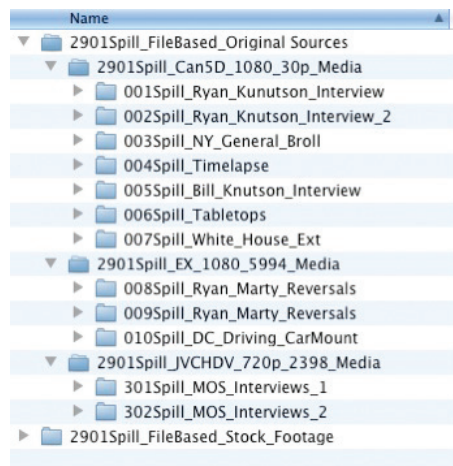 Name
2901Spill_FileBased_Original Sources
2901Spill_Can5D_1080_30p_Media
001Spill_Ryan_Kunutson_Interview
002Spill_Ryan_Knutson_Interview_2
003Spill_NY_General_Broll
004Spill_Timelapse
005Spill_Bill_Knutson_Interview
006Spill_Tabletops
007Spill_White_House_Ext
2901Spill_EX_1080_5994_Media
008Spill_Ryan_Marty_Reversals
009Spill_Ryan_Marty_Reversals
010Spill_DC_Driving_CarMount
2901Spill_JVCHDV_720p_2398_Media
301Spill_MOS_Interviews_1
302Spill_MOS_Interviews_2
2901Spill_FileBased_Stock_Footage